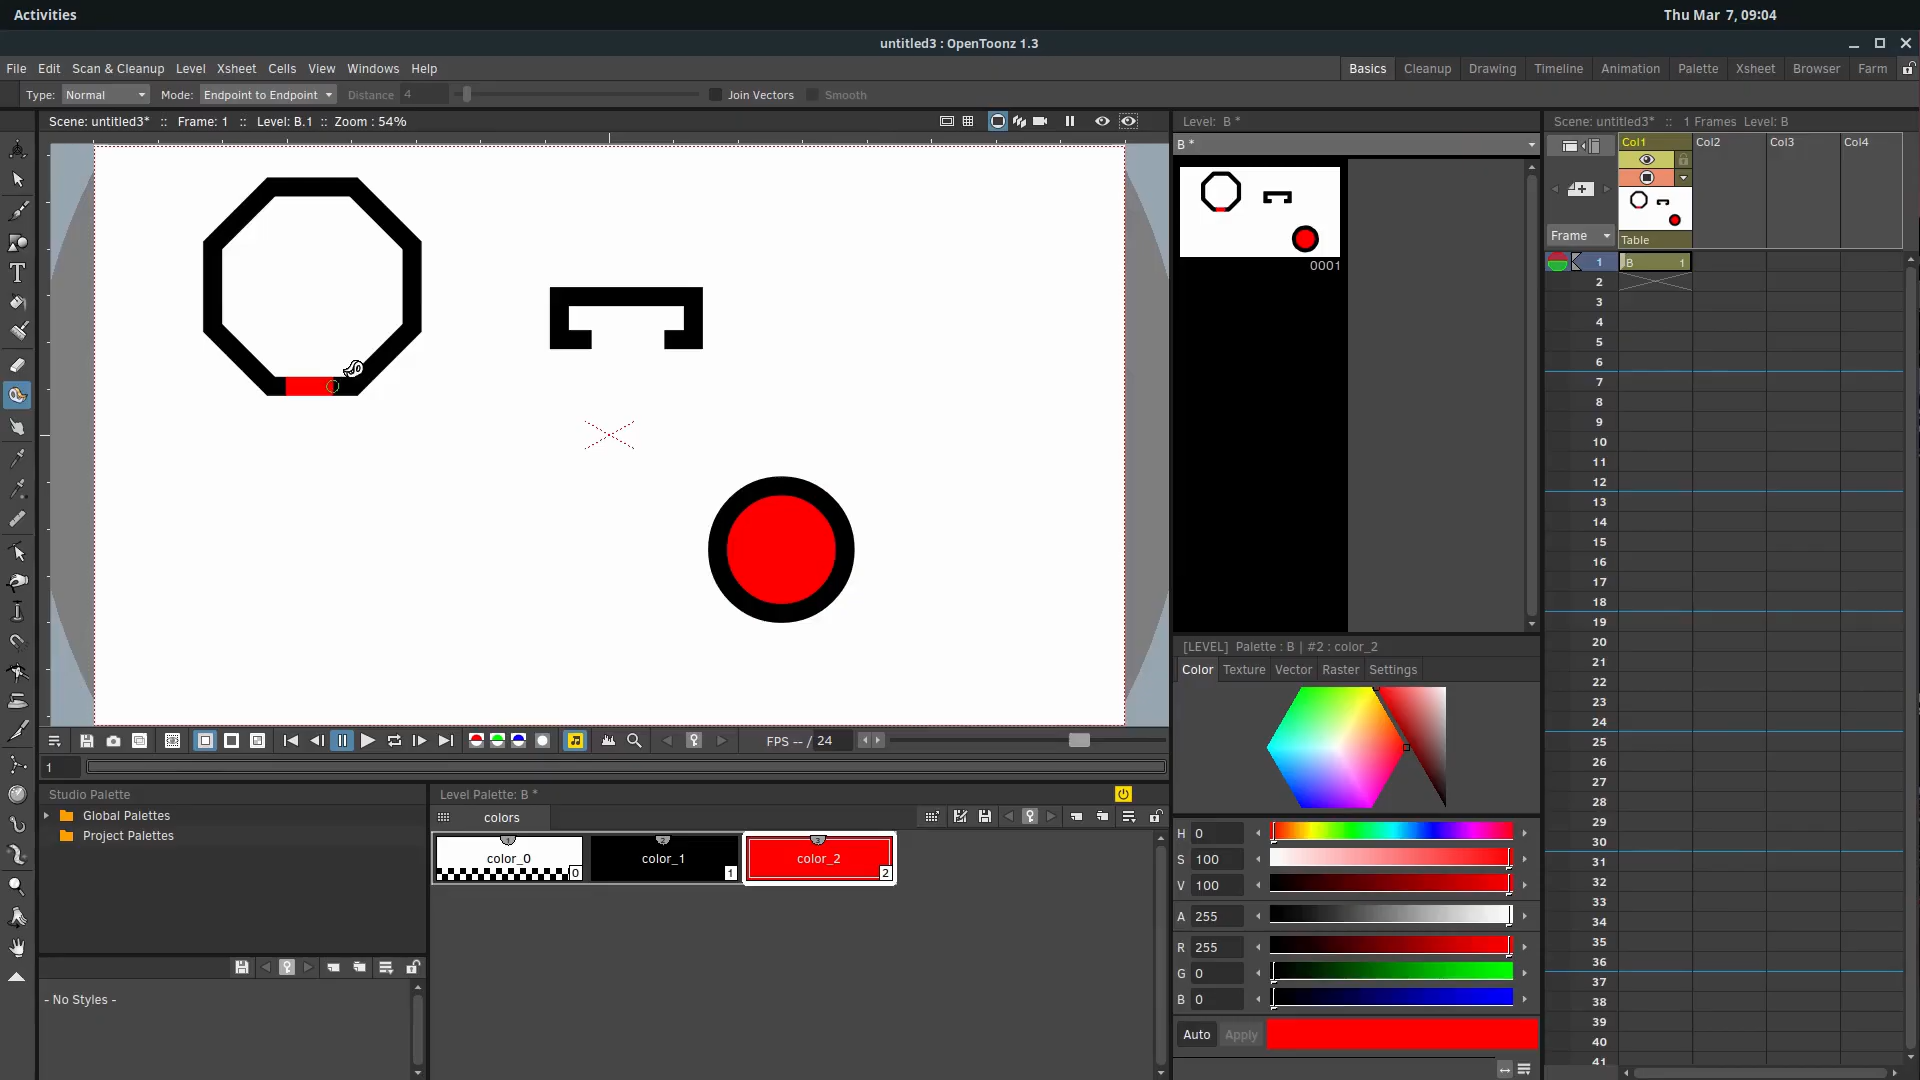 Activities
Thu Mar 7, 09:04
untitled3 : OpenToonz 1.3
File Edit Scan & Cleanup Level Xsheet Cells View Windows Help
Basics Cleanup Drawing Timeline Animation Palette Xsheet Browser Farm
Type: Normal Mode: Endpoint to Endpoint Distance 4 Join Vectors Smooth
Scene: untitled3* :: Frame: 1 :: Level: B.1 :: Zoom : 54%
Level: B *
B *
0001
Scene: untitled3* :: 1 Frames Level: B
Col1 Col2 Col3 Col4
Table
Frame
1 B 1
2
3
4
5
6
7
8
9
10
11
12
13
14
15
16
17
18
19
20
21
22
23
24
25
26
27
28
29
30
31
32
33
34
35
36
37
38
39
40
41
[LEVEL] Palette : B | #2 : color_2
Color Texture Vector Raster Settings
H 0
S 100
V 100
A 255
R 255
G 0
B 0
Auto Apply
FPS -- / 24
1
Studio Palette
Global Palettes
Project Palettes
- No Styles -
Level Palette: B *
colors
color_0 0
color_1 1
color_2 2